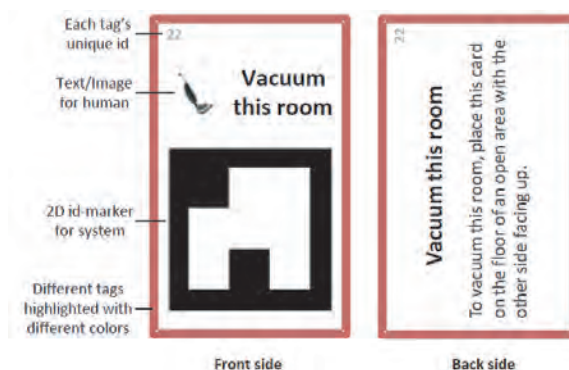 Each tag's
unique id
22
Text/Image
for human
Vacuum
this room
2D id-marker
for system
Different tags
highlighted with
different colors
Front side
22
Vacuum this room
To vacuum this room, place this card
on the floor of an open area with the
other side facing up.
Back side